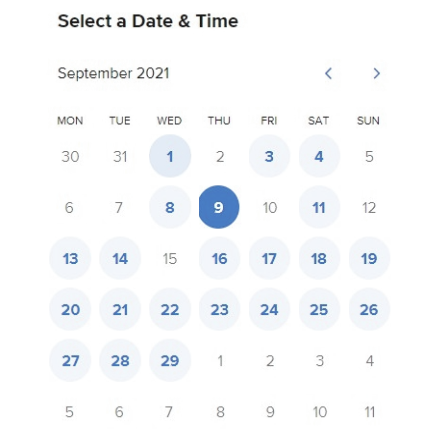 Select a Date & Time
September 2021
MON TUE WED THU FRI SAT SUN
30 31 1 2 3 4 5
6 7 8 9 10 11 12
13 14 15 16 17 18 19
20 21 22 23 24 25 26
27 28 29 1 2 3 4
5 6 7 8 9 10 11